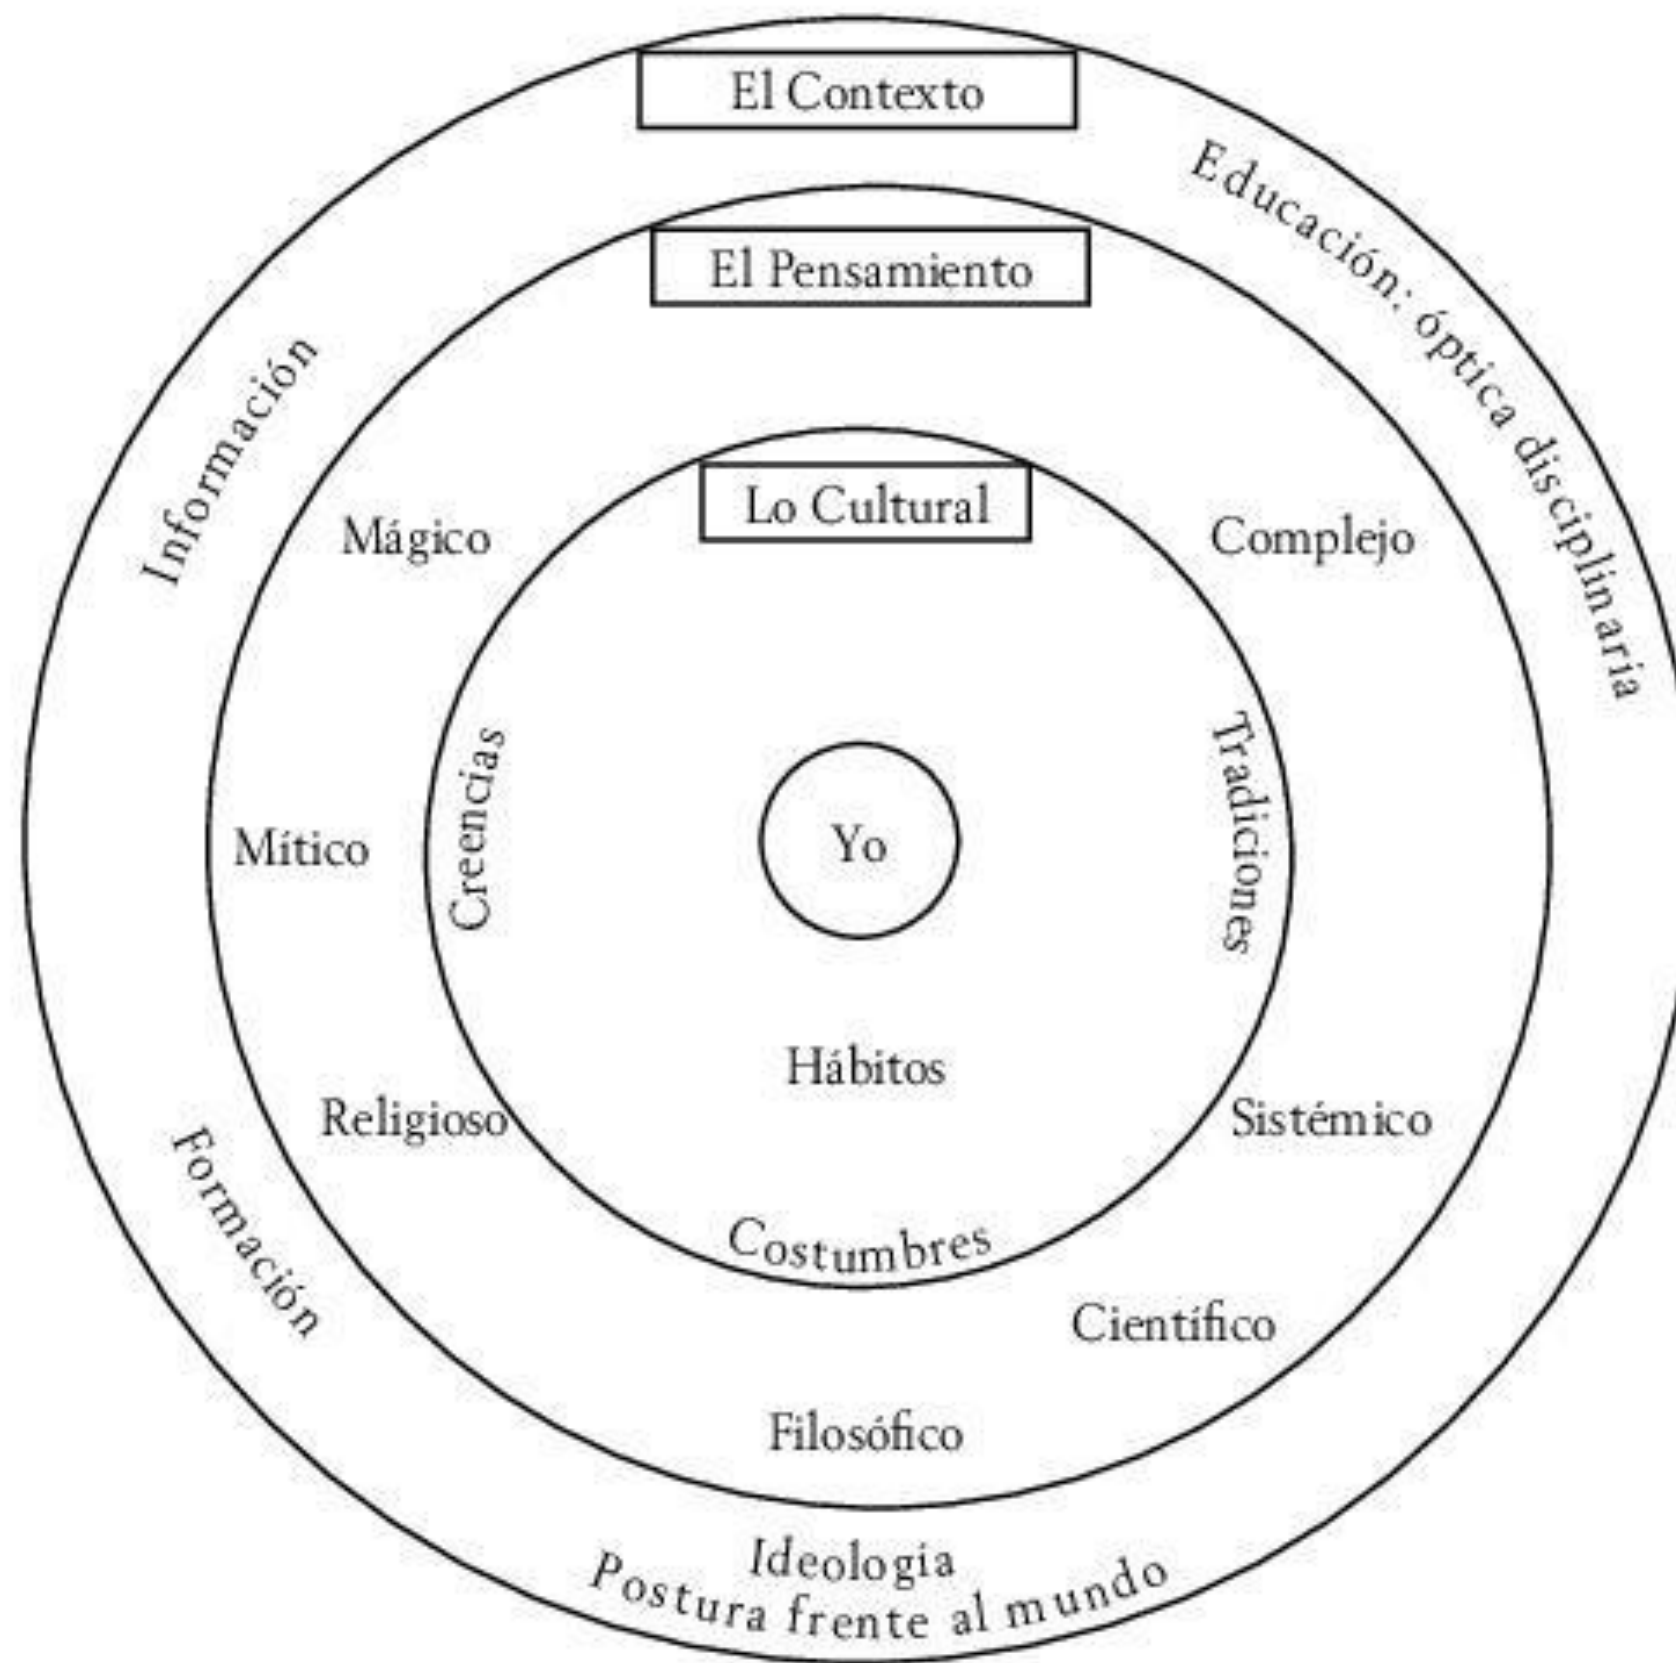 El Contexto
Educación: óptica disciplinaria
El Pensamiento
Información
Lo Cultural
Mágico
Complejo
Creencias
Tradiciones
Yo
Mítico
Hábitos
Religioso
Sistémico
Formación
Costumbres
Científico
Filosófico
Ideología
Postura frente al mundo